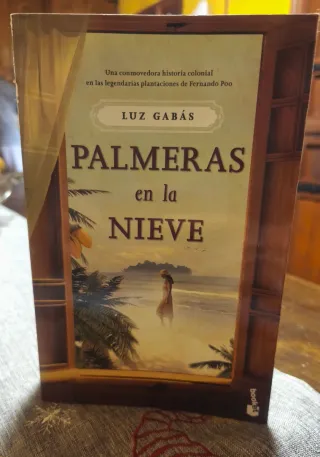 Una conmovedora historia colonial
en las legendarias plantaciones de Fernando Poo
LUZ GABÁS
PALMERAS
en la
NIEVE
booket